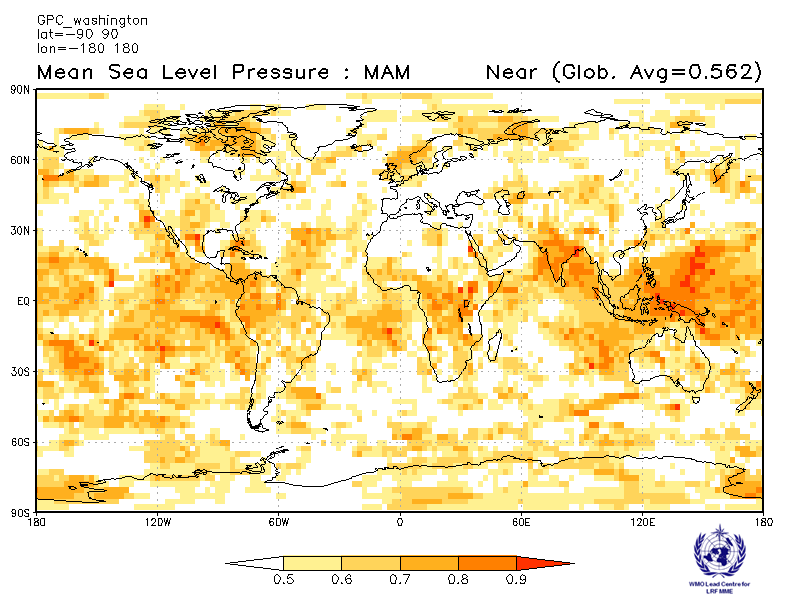 GPC_washington
lat=-90 90
lon=-180 180
Mean Sea Level Pressure : MAM Near (Glob. Avg=0.562)
90N
60N
30N
EQ
30S
60S
90S
180 120W 60W 0 60E 120E 180
0.5 0.6 0.7 0.8 0.9
WMO Lead Centre for
LRF MME